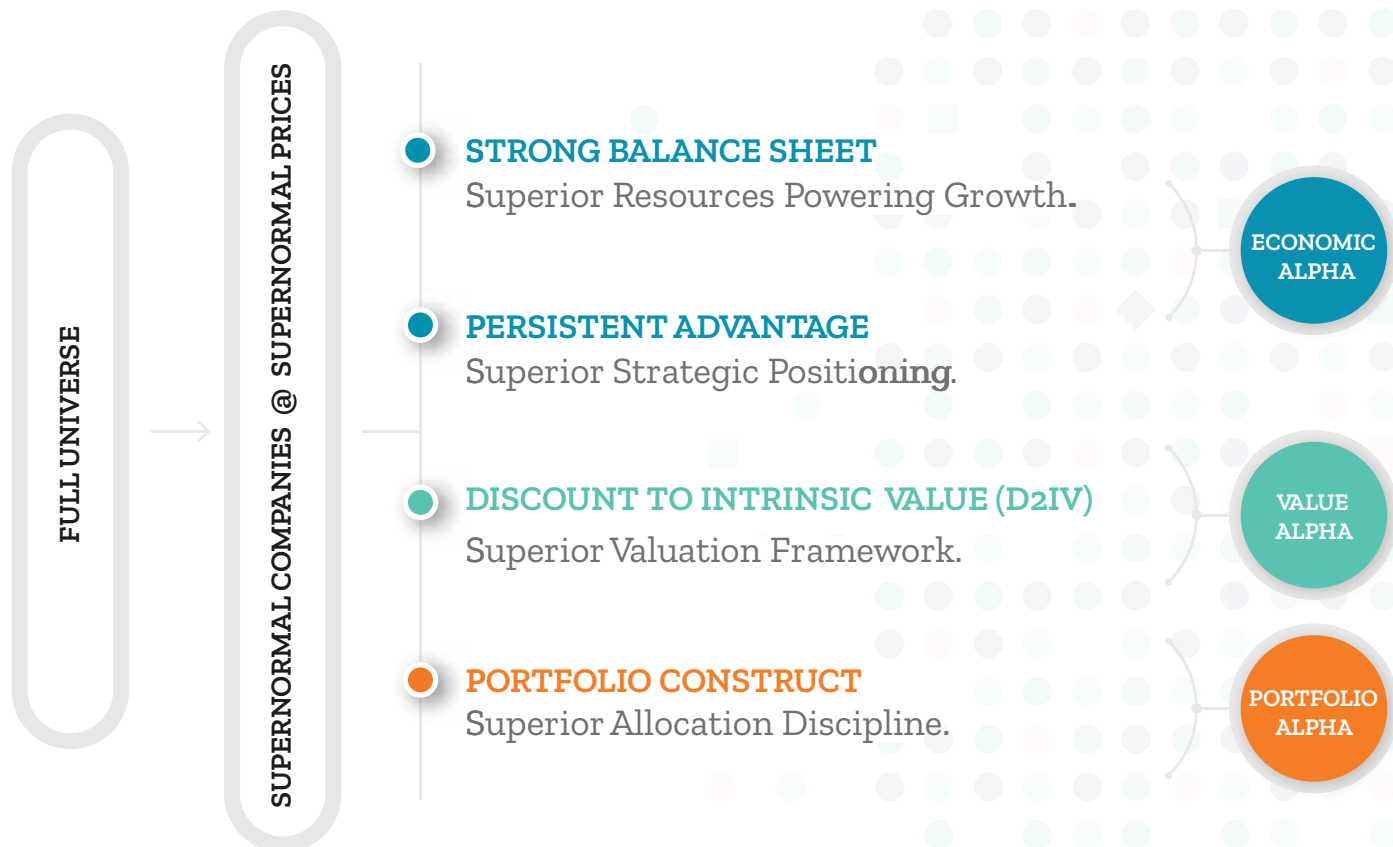 FULL UNIVERSE
SUPERNORMAL COMPANIES @ SUPERNORMAL PRICES
STRONG BALANCE SHEET
Superior Resources Powering Growth.
PERSISTENT ADVANTAGE
Superior Strategic Positioning.
ECONOMIC
ALPHA
DISCOUNT TO INTRINSIC VALUE (D2IV)
Superior Valuation Framework.
VALUE
ALPHA
PORTFOLIO CONSTRUCT
Superior Allocation Discipline.
PORTFOLIO
ALPHA